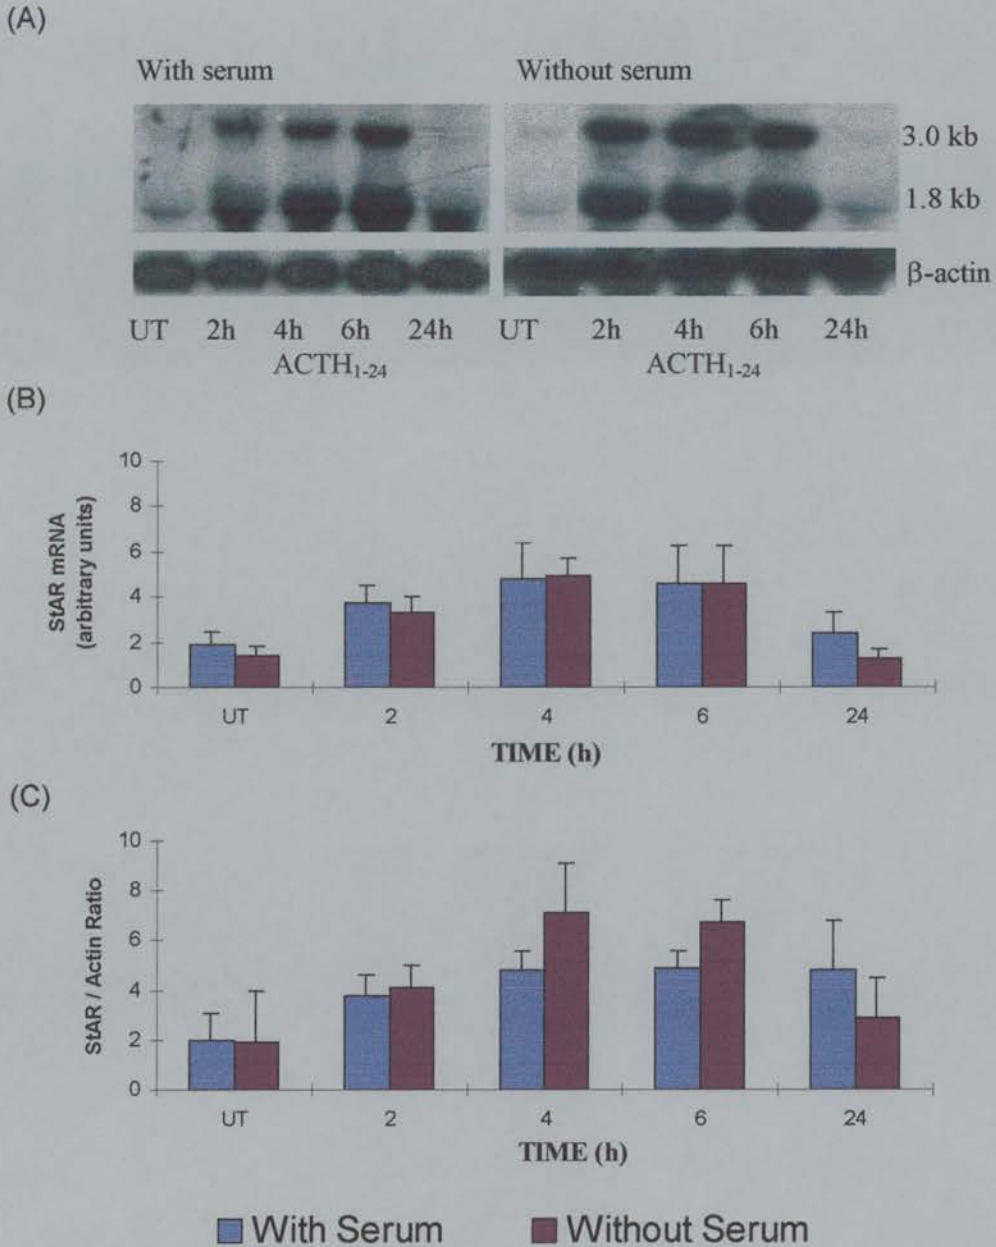 (A)
With serum
Without serum
3.0 kb
1.8 kb
β-actin
UT 2h 4h 6h 24h UT 2h 4h 6h 24h
ACTH1-24 ACTH1-24
(B)
10
8
6
4
2
0
StAR mRNA
(arbitrary units)
UT 2 4 6 24
TIME (h)
(C)
10
8
6
4
2
0
StAR / Actin Ratio
UT 2 4 6 24
TIME (h)
With Serum Without Serum